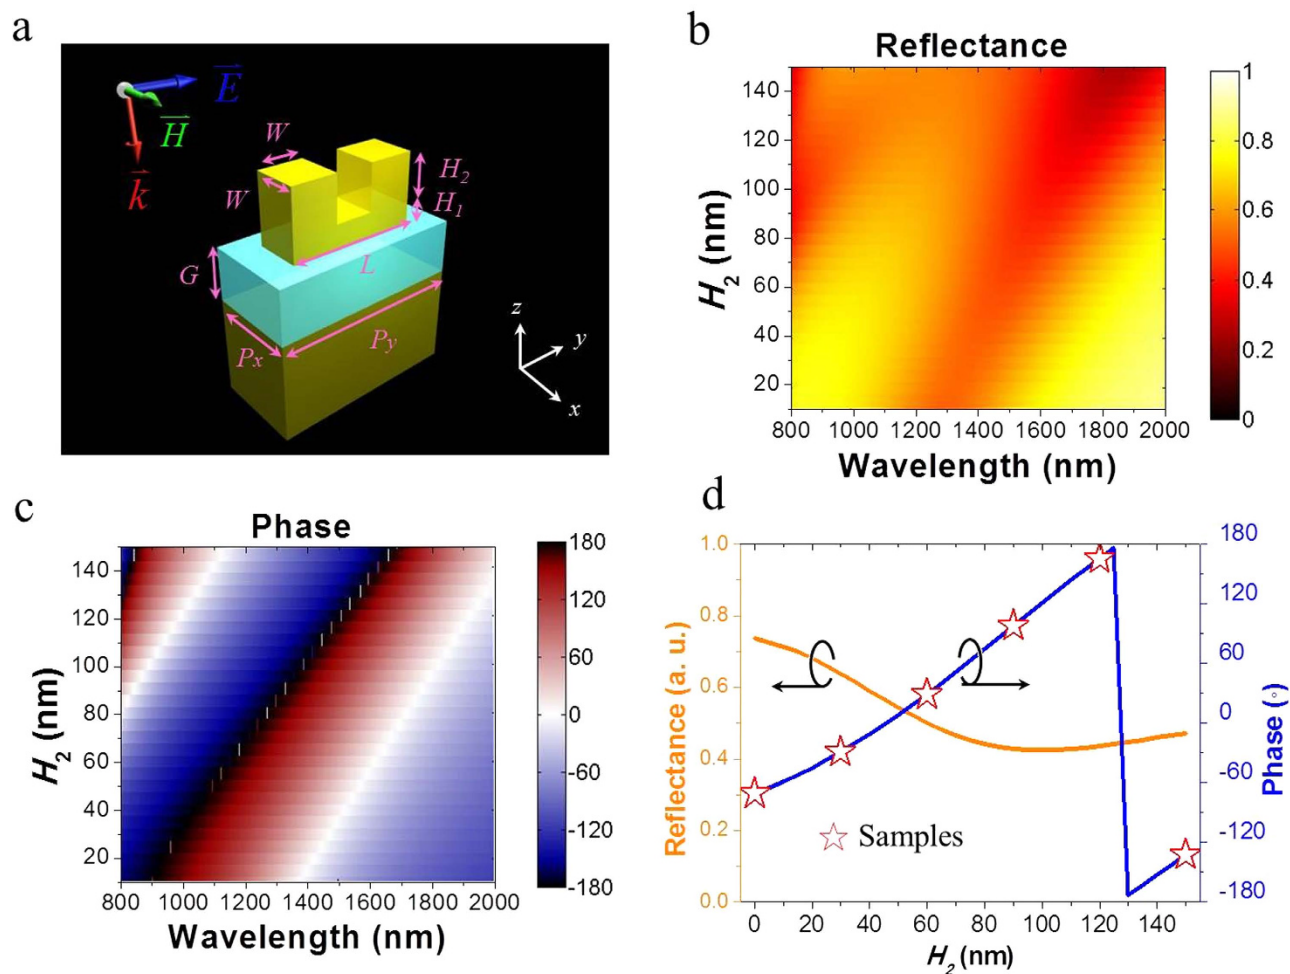 a
E
H
k
W
W
H2
H1
G
L
Px
Py
z
y
x
b
Reflectance
H2 (nm)
140
120
100
80
60
40
20
800 1000 1200 1400 1600 1800 2000
Wavelength (nm)
1
0.8
0.6
0.4
0.2
0
c
Phase
H2 (nm)
140
120
100
80
60
40
20
800 1000 1200 1400 1600 1800 2000
Wavelength (nm)
180
120
60
0
-60
-120
-180
d
Reflectance (a. u.)
1.0
0.8
0.6
0.4
0.2
0.0
Samples
0 20 40 60 80 100 120 140
H2 (nm)
180
120
60
0
-60
-120
-180
Phase (°)